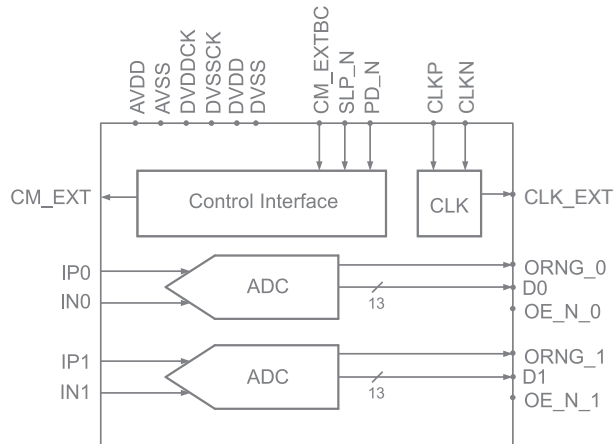 AVDD
AVSS
DVDDCK
DVSSCK
DVDD
DVSS
CM_EXTBC
SLP_N
PD_N
CLKP
CLKN
CM_EXT
Control Interface
CLK
CLK_EXT
IP0
IN0
ADC
13
ORNG_0
D0
OE_N_0
IP1
IN1
ADC
13
ORNG_1
D1
OE_N_1